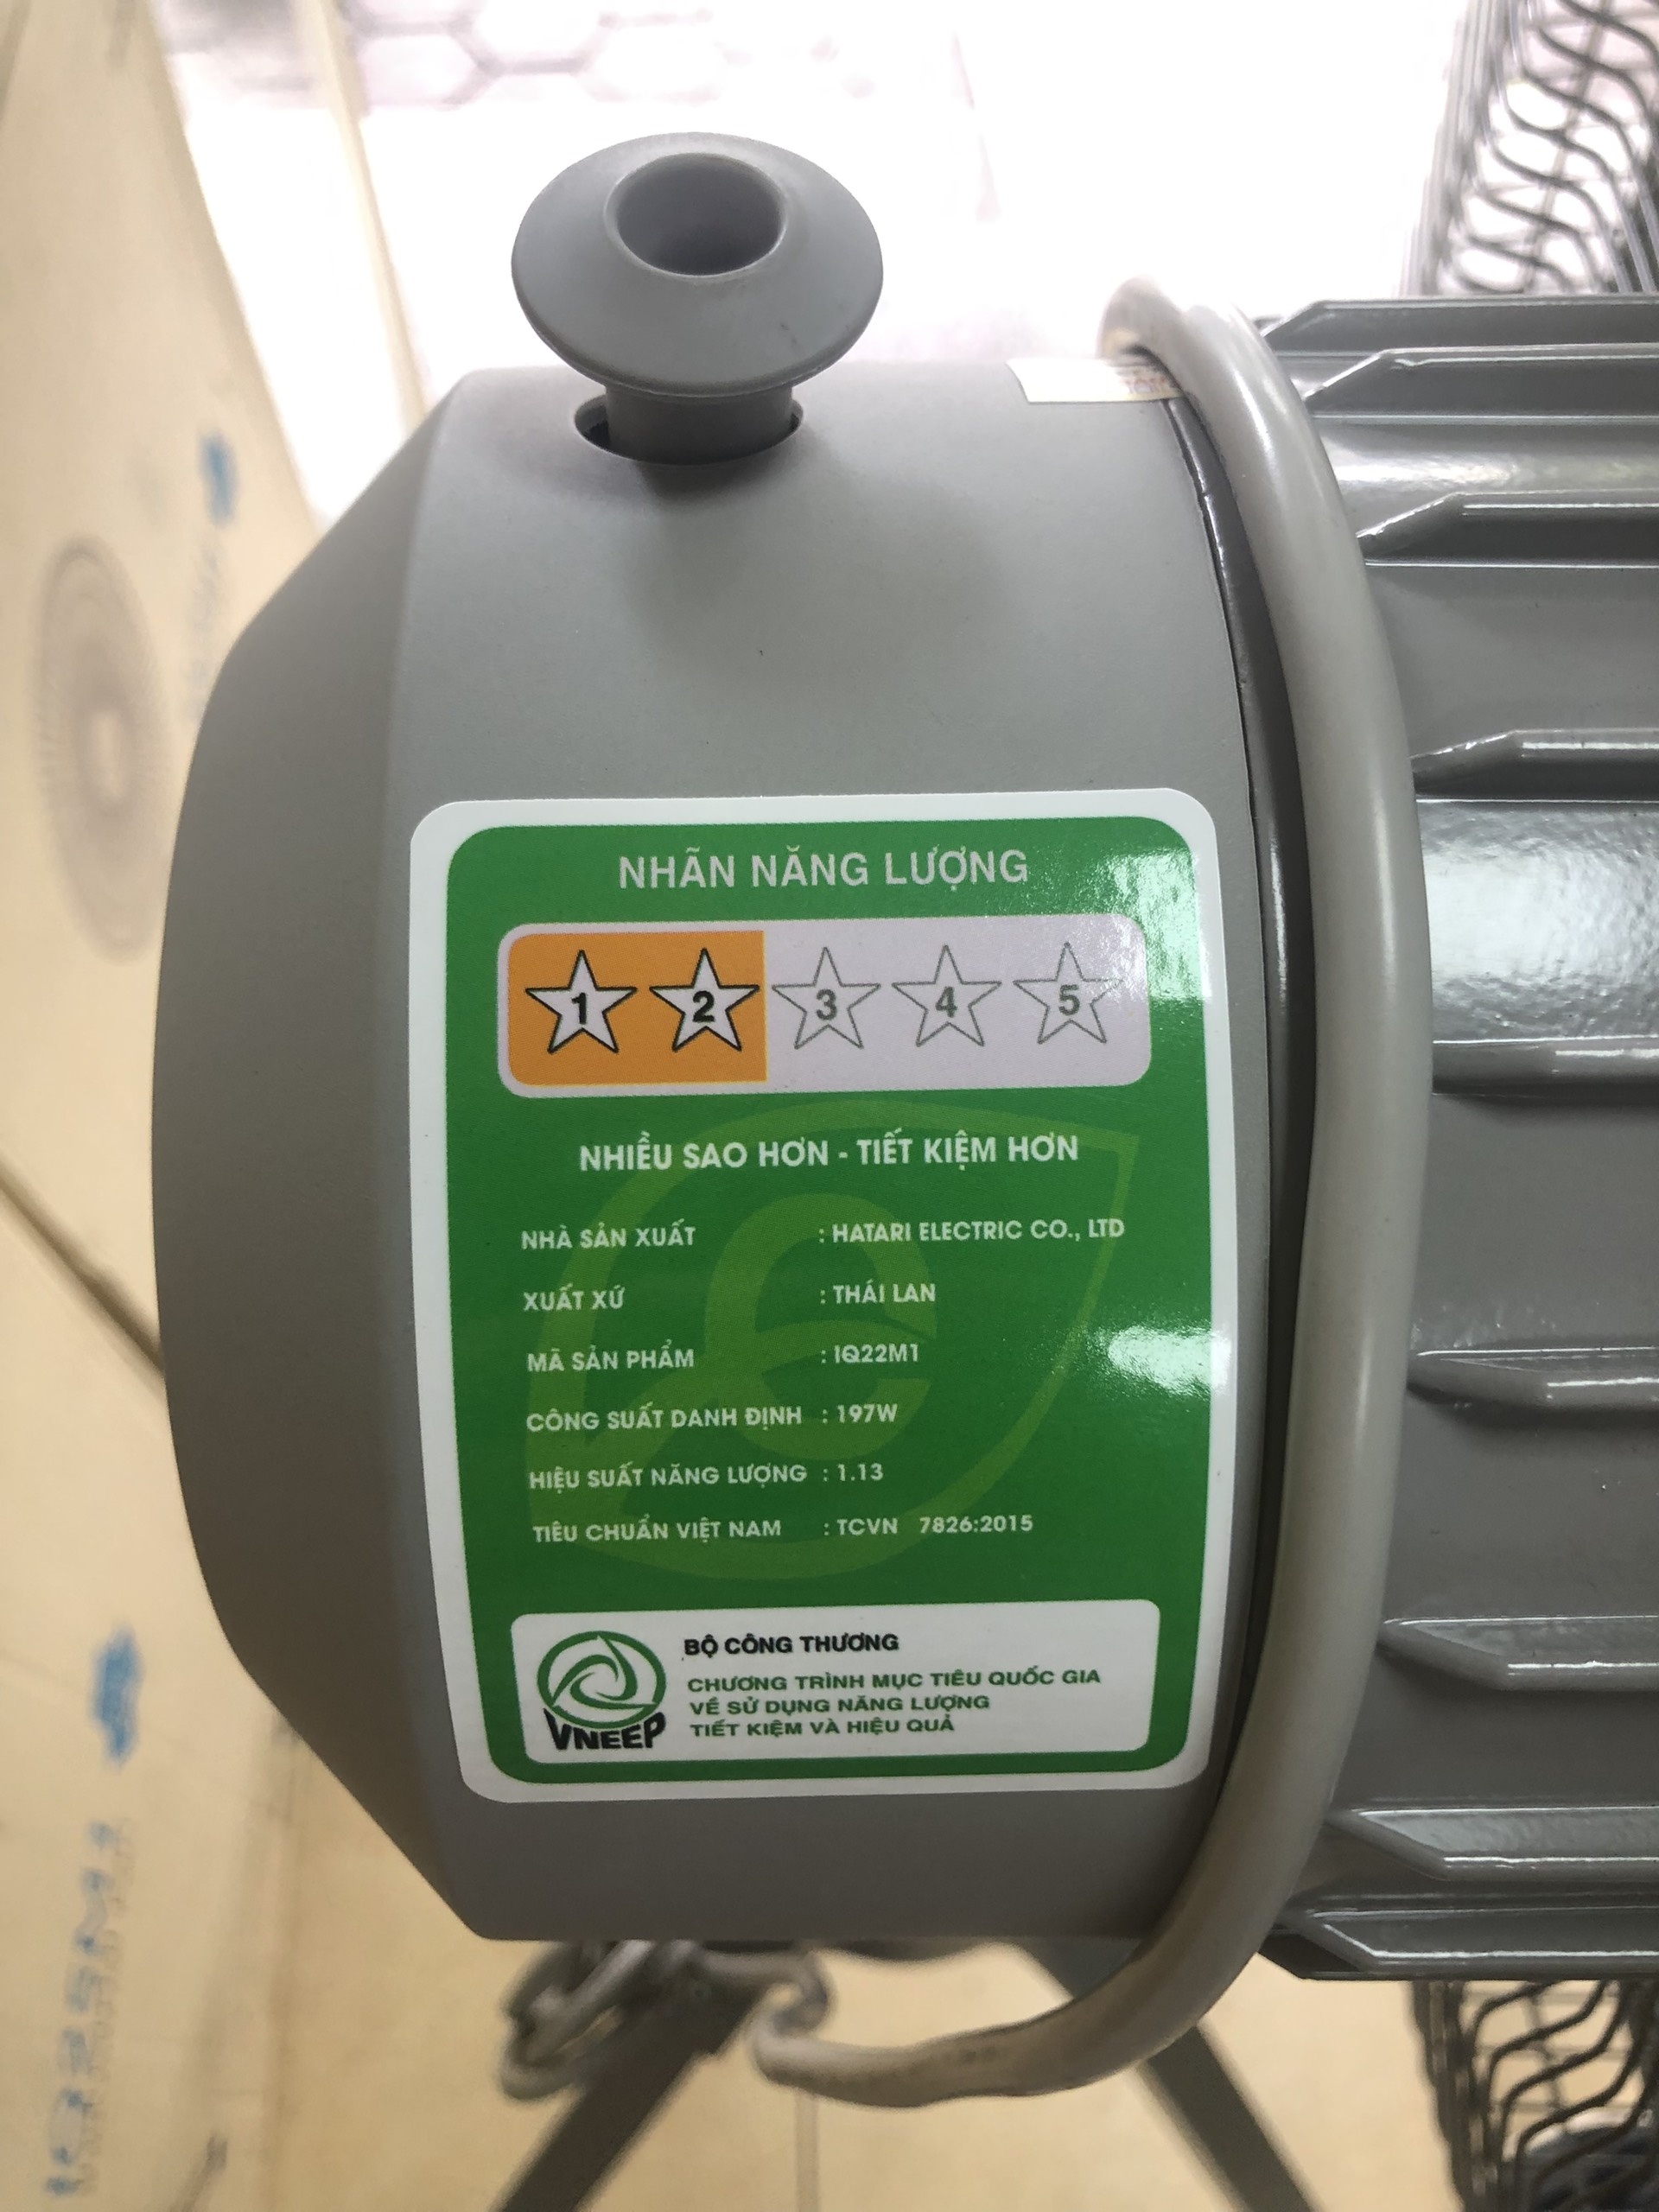 NHÃN NĂNG LƯỢNG
1 2 3 4 5
NHIỀU SAO HƠN - TIẾT KIỆM HƠN
NHÀ SẢN XUẤT : HATARI ELECTRIC CO., LTD
XUẤT XỨ : THÁI LAN
MÃ SẢN PHẨM : IQ22M1
CÔNG SUẤT DANH ĐỊNH : 197W
HIỆU SUẤT NĂNG LƯỢNG : 1.13
TIÊU CHUẨN VIỆT NAM : TCVN 7826:2015
BỘ CÔNG THƯƠNG
CHƯƠNG TRÌNH MỤC TIÊU QUỐC GIA
VỀ SỬ DỤNG NĂNG LƯỢNG
TIẾT KIỆM VÀ HIỆU QUẢ
VNEEP